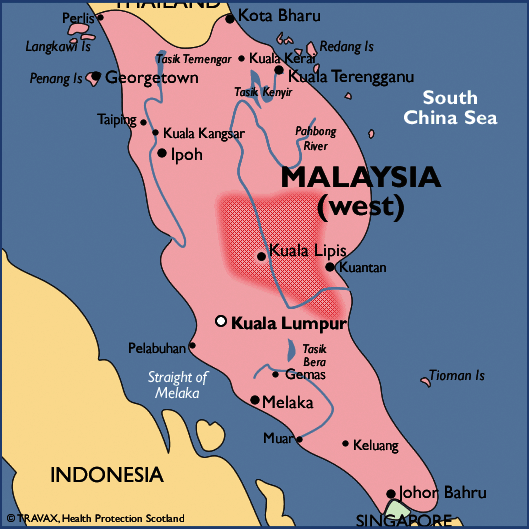 THAILAND
Perlis
Kota Bharu
Langkawi Is
Tasik Temengar
Kuala Kerai
Redang Is
Penang Is
Georgetown
Kuala Terengganu
Tasik Kenyir
South
China Sea
Taiping
Kuala Kangsar
Pahbong
River
Ipoh
MALAYSIA
(west)
Kuala Lipis
Kuantan
Kuala Lumpur
Pelabuhan
Tasik
Bera
Straight of
Melaka
Gemas
Tioman Is
Melaka
Muar
Keluang
INDONESIA
Johor Bahru
© TRAVAX, Health Protection Scotland
SINGAPORE